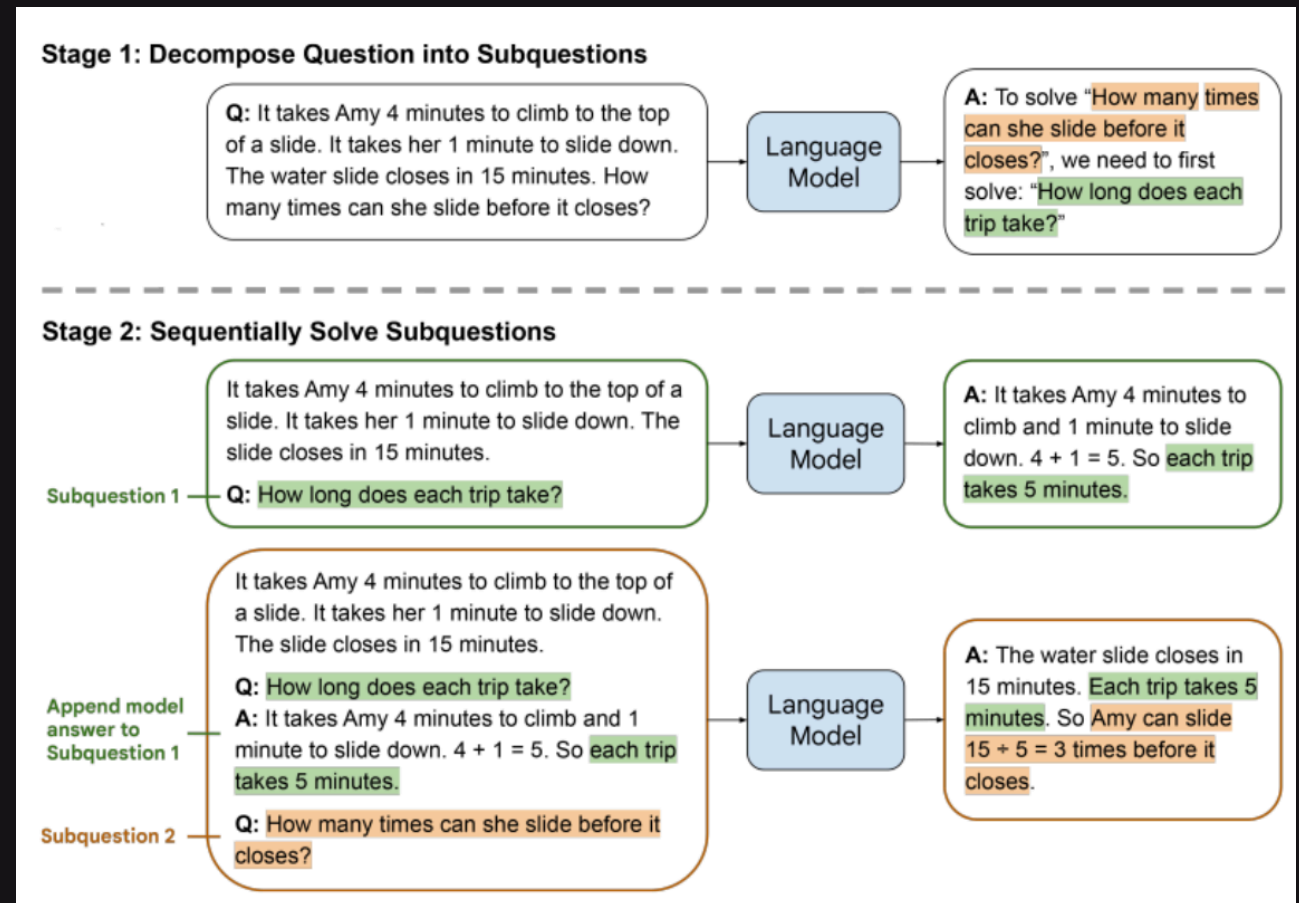 Stage 1: Decompose Question into Subquestions
Q: It takes Amy 4 minutes to climb to the top
of a slide. It takes her 1 minute to slide down.
The water slide closes in 15 minutes. How
many times can she slide before it closes?
Language
Model
A: To solve “How many times
can she slide before it
closes?”, we need to first
solve: “How long does each
trip take?”
Stage 2: Sequentially Solve Subquestions
It takes Amy 4 minutes to climb to the top of a
slide. It takes her 1 minute to slide down. The
slide closes in 15 minutes.
Subquestion 1
Q: How long does each trip take?
Language
Model
A: It takes Amy 4 minutes to
climb and 1 minute to slide
down. 4 + 1 = 5. So each trip
takes 5 minutes.
It takes Amy 4 minutes to climb to the top of
a slide. It takes her 1 minute to slide down.
The slide closes in 15 minutes.
Q: How long does each trip take?
Append model
answer to
Subquestion 1
A: It takes Amy 4 minutes to climb and 1
minute to slide down. 4 + 1 = 5. So each trip
takes 5 minutes.
Subquestion 2
Q: How many times can she slide before it
closes?
Language
Model
A: The water slide closes in
15 minutes. Each trip takes 5
minutes. So Amy can slide
15 ÷ 5 = 3 times before it
closes.